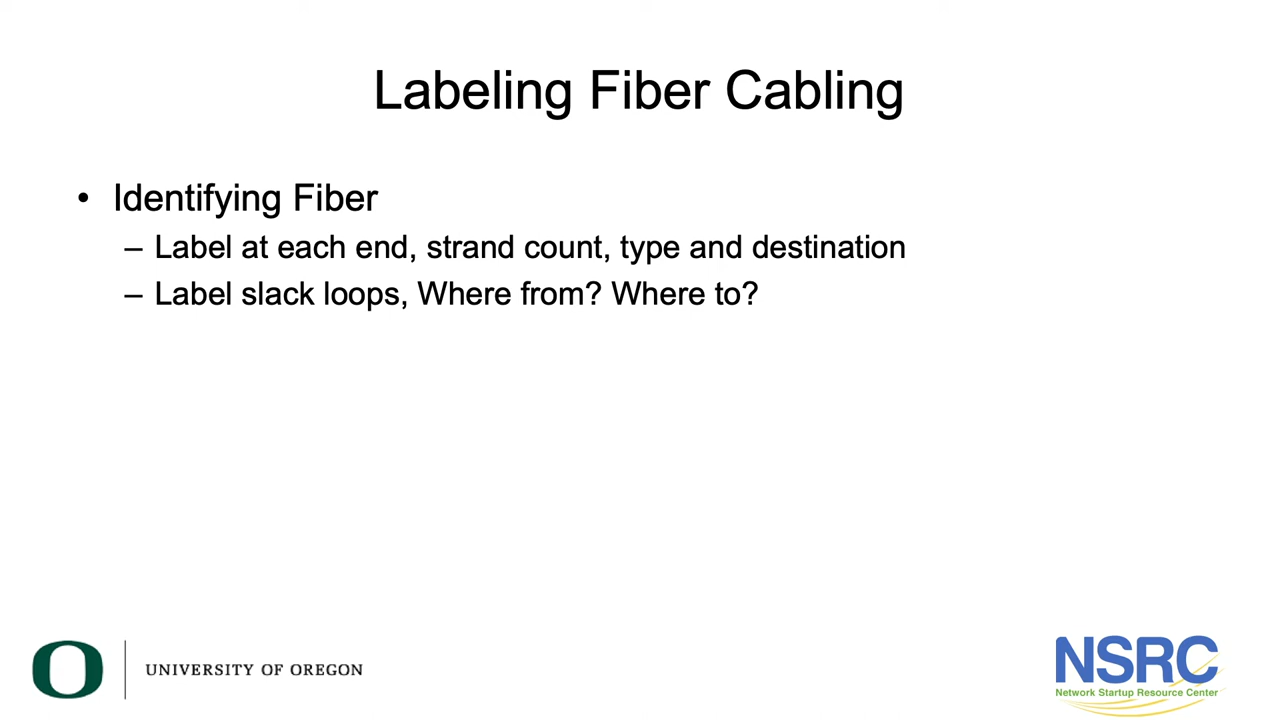 Labeling Fiber Cabling
• Identifying Fiber
– Label at each end, strand count, type and destination
– Label slack loops, Where from? Where to?
O
UNIVERSITY OF OREGON
NSRC
Network Startup Resource Center